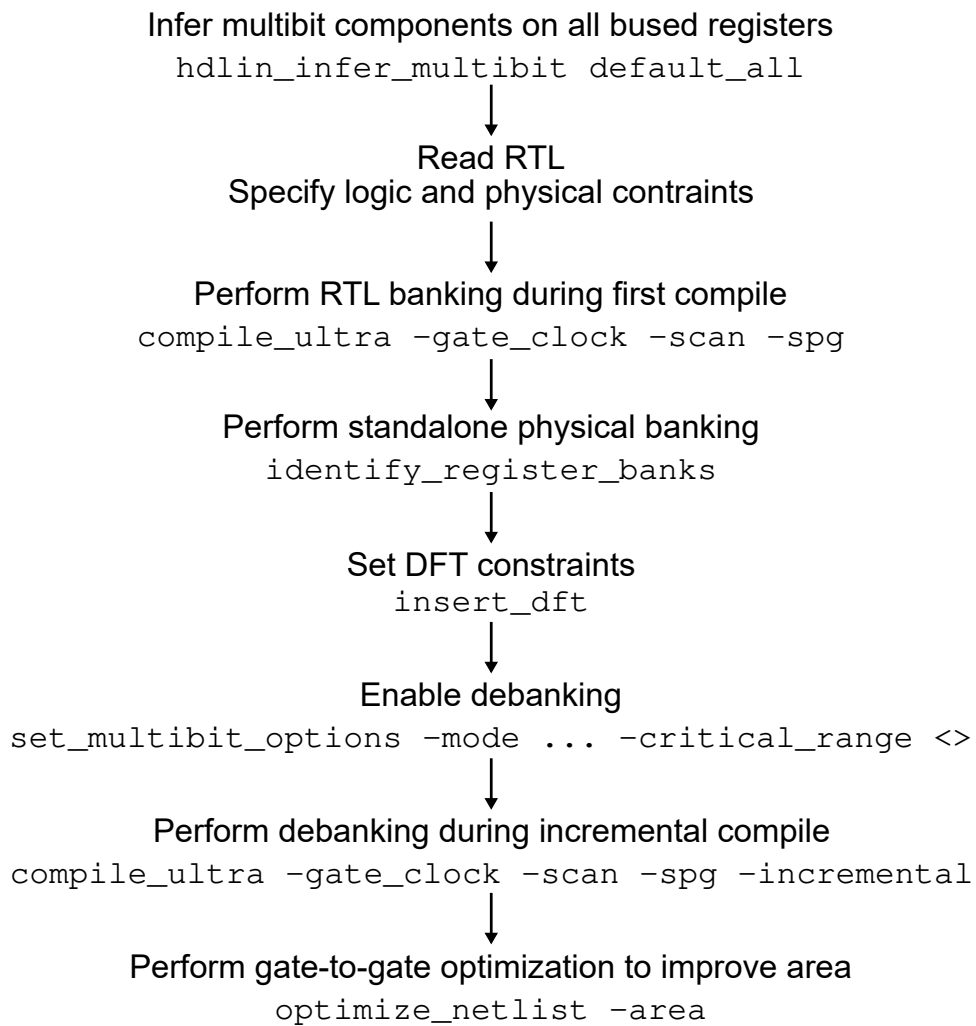 Infer multibit components on all bused registers
hdlin_infer_multibit default_all
Read RTL
Specify logic and physical contraints
Perform RTL banking during first compile
compile_ultra –gate_clock –scan –spg
Perform standalone physical banking
identify_register_banks
Set DFT constraints
insert_dft
Enable debanking
set_multibit_options –mode ... –critical_range <>
Perform debanking during incremental compile
compile_ultra –gate_clock –scan –spg –incremental
Perform gate-to-gate optimization to improve area
optimize_netlist –area